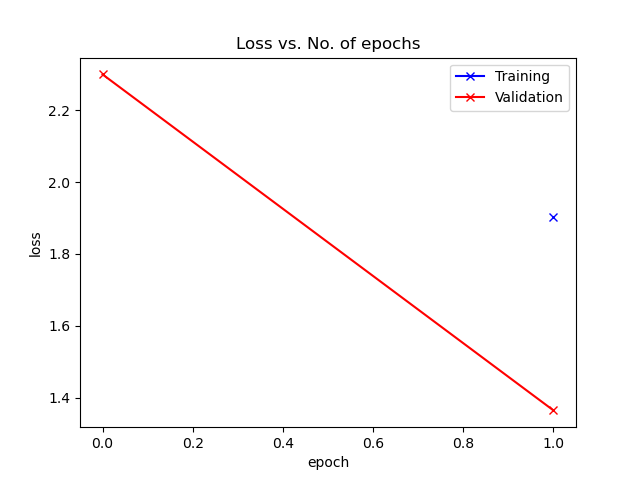 Loss vs. No. of epochs
Training
Validation
2.2
2.0
1.8
1.6
1.4
loss
0.0 0.2 0.4 0.6 0.8 1.0
epoch